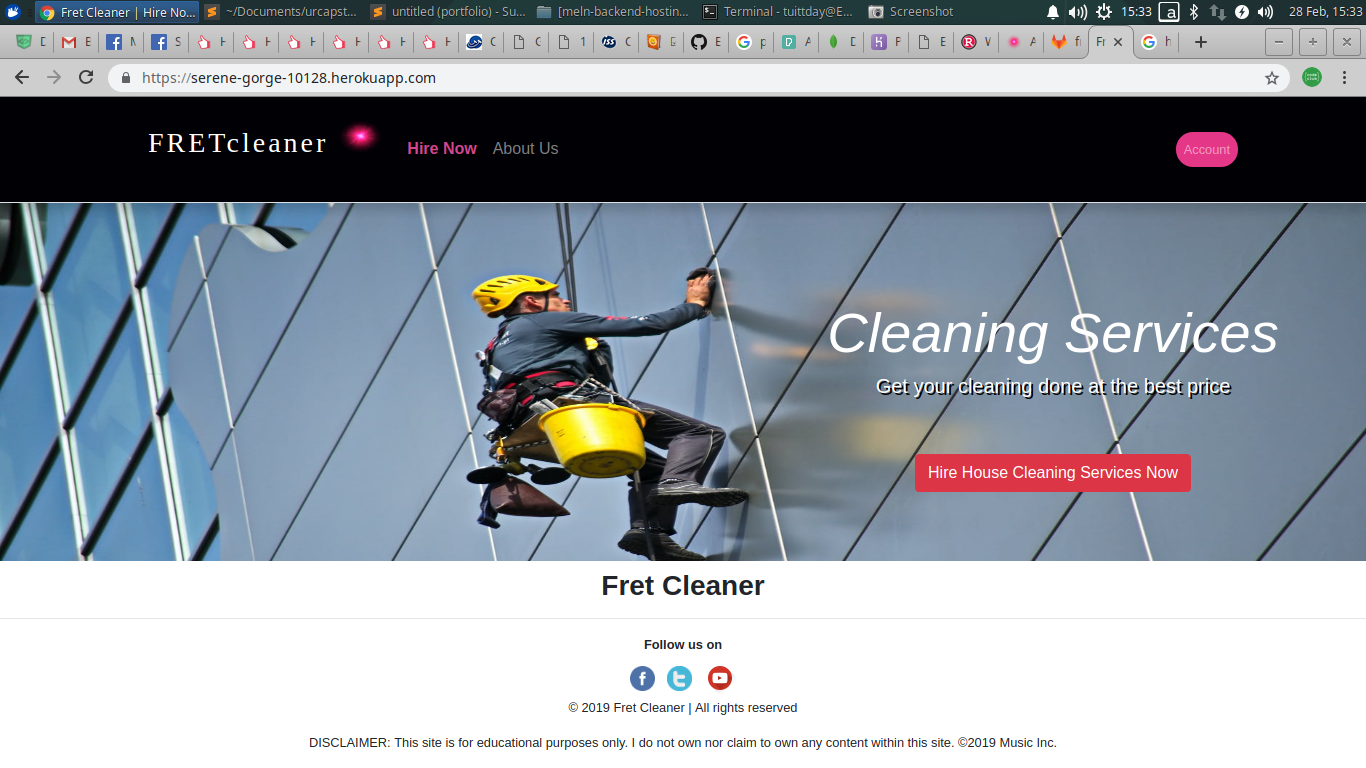 Fret Cleaner | Hire No...
~/Documents/urcapst...
untitled (portfolio) - Su...
[meln-backend-hostin...
Terminal - tuittday@E...
Screenshot
15:33
a
28 Feb, 15:33
Fr
https://serene-gorge-10128.herokuapp.com
FRETcleaner
Hire Now
About Us
Account
Cleaning Services
Get your cleaning done at the best price
Hire House Cleaning Services Now
Fret Cleaner
Follow us on
© 2019 Fret Cleaner | All rights reserved
DISCLAIMER: This site is for educational purposes only. I do not own nor claim to own any content within this site. ©2019 Music Inc.